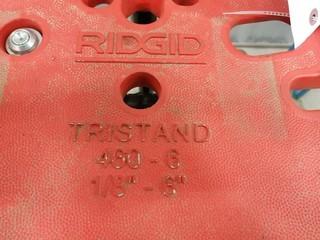 RIDGID
TRISTAND
460 - 6
1/8" - 6"